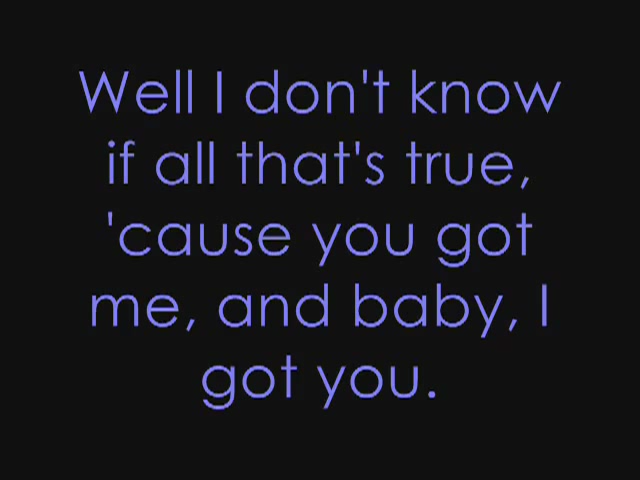 Well I don't know
if all that's true,
'cause you got
me, and baby, I
got you.